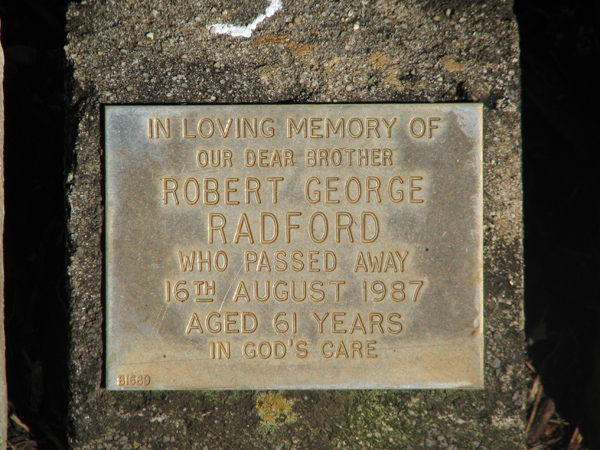 IN LOVING MEMORY OF
OUR DEAR BROTHER
ROBERT GEORGE
RADFORD
WHO PASSED AWAY
16TH AUGUST 1987
AGED 61 YEARS
IN GOD'S CARE
81680